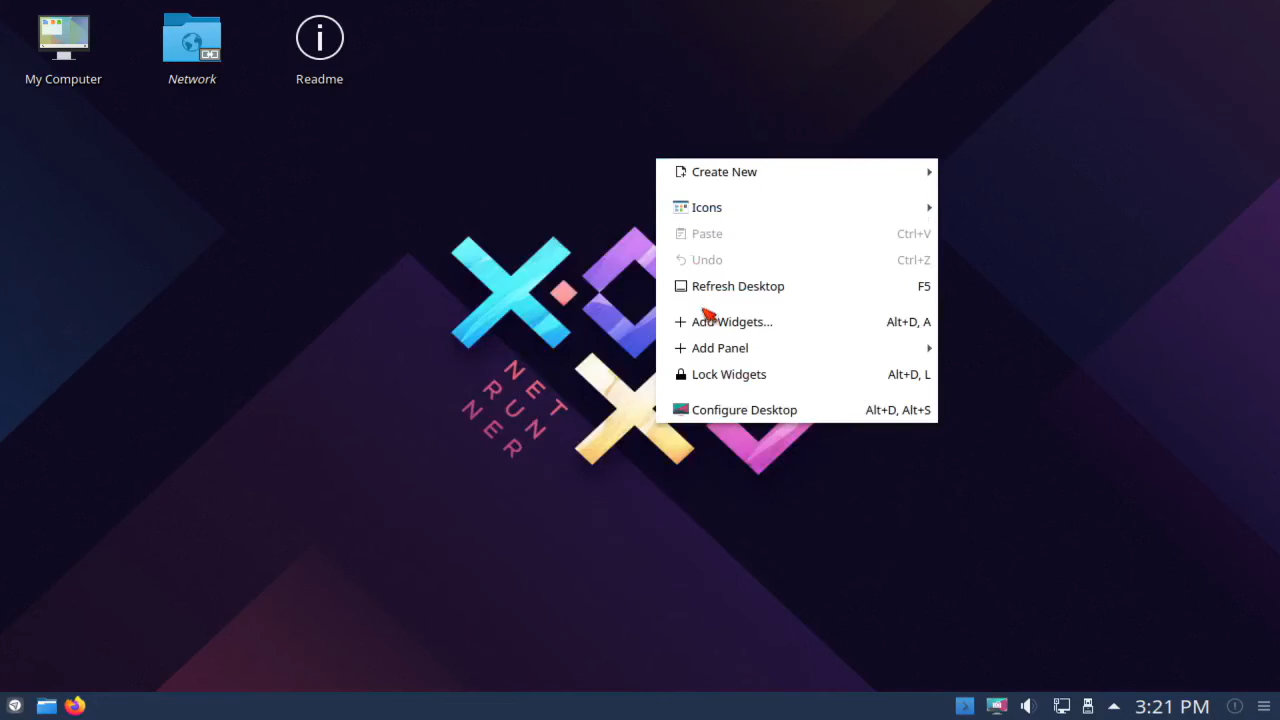 My Computer
Network
Readme
Create New
Icons
Paste Ctrl+V
Undo Ctrl+Z
Refresh Desktop F5
Add Widgets... Alt+D, A
Add Panel
Lock Widgets Alt+D, L
Configure Desktop Alt+D, Alt+S
NET
RUN
NER
3:21 PM